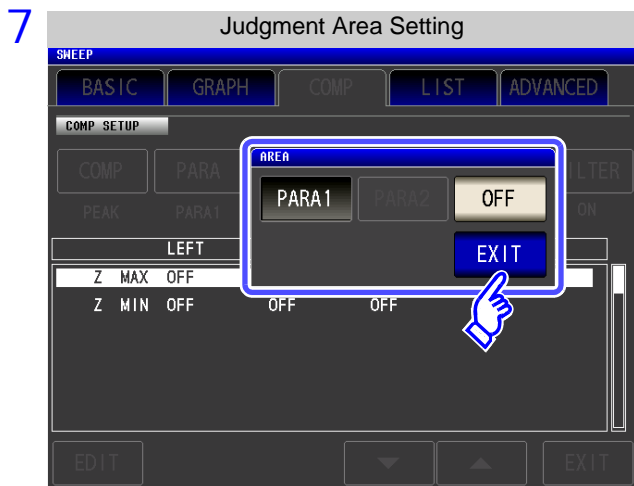 7
Judgment Area Setting
SWEEP
BASIC GRAPH COMP LIST ADVANCED
COMP SETUP
COMP PARA LTER
PEAK PARA1 ON
AREA
PARA1 PARA2 OFF
EXIT
LEFT
Z MAX OFF
Z MIN OFF OFF OFF
EDIT EXIT